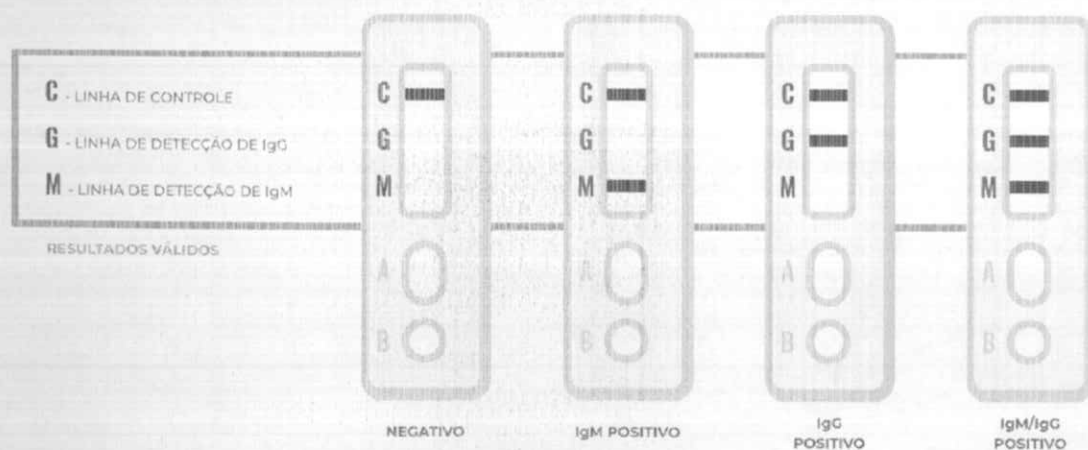 C - LINHA DE CONTROLE
G - LINHA DE DETECÇÃO DE IgG
M - LINHA DE DETECÇÃO DE IgM
RESULTADOS VÁLIDOS
C
G
M
A
B
NEGATIVO
C
G
M
A
B
IgM POSITIVO
C
G
M
A
B
IgG
POSITIVO
C
G
M
A
B
IgM/IgG
POSITIVO